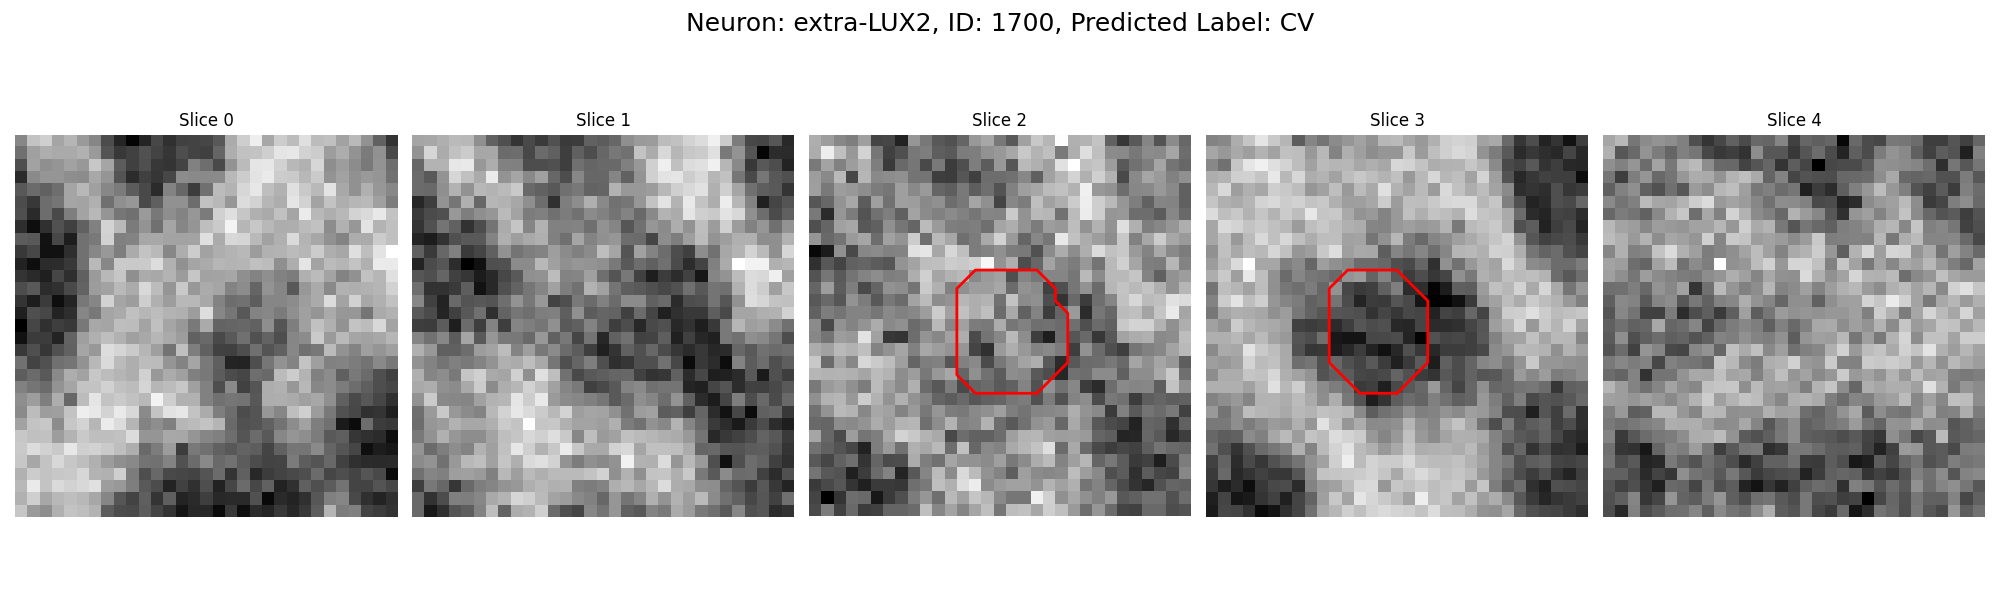 Neuron: extra-LUX2, ID: 1700, Predicted Label: CV
Slice 0
Slice 1
Slice 2
Slice 3
Slice 4